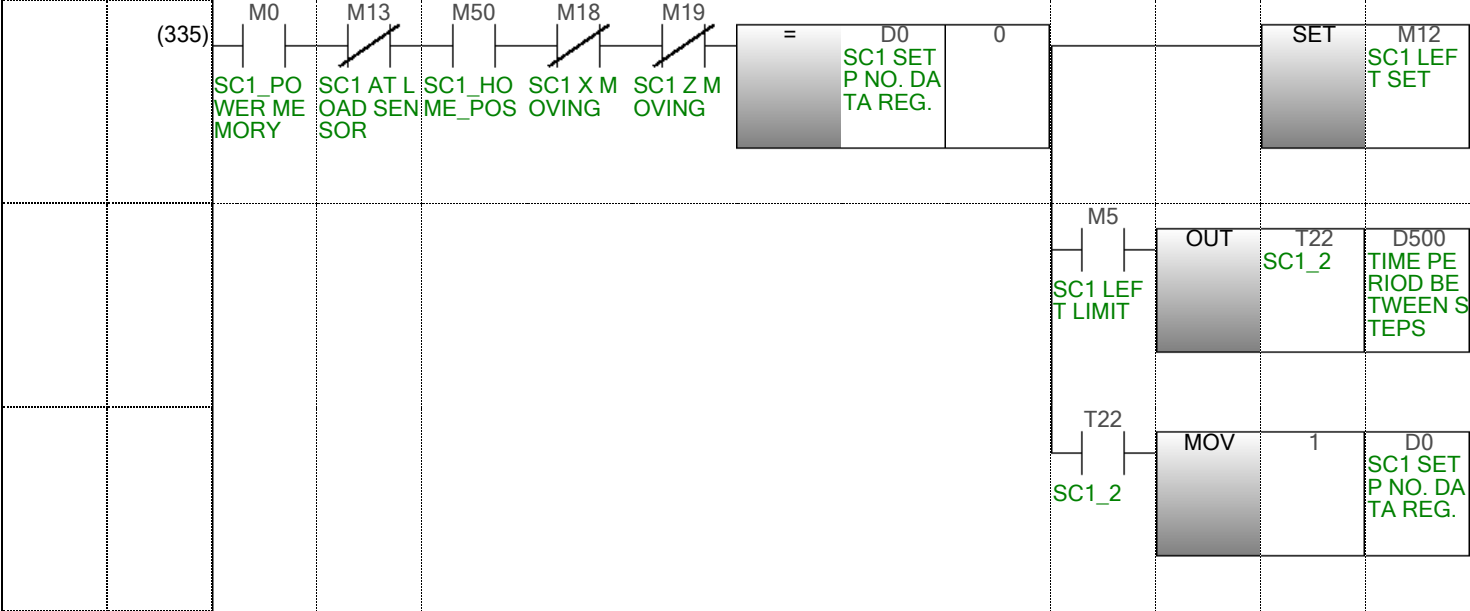 (335)
M0
SC1_PO
WER ME
MORY
M13
SC1 AT L
OAD SEN
SOR
M50
SC1_HO
ME_POS
M18
SC1 X M
OVING
M19
SC1 Z M
OVING
=
D0
SC1 SET
P NO. DA
TA REG.
0
SET
M12
SC1 LEF
T SET
M5
SC1 LEF
T LIMIT
OUT
T22
SC1_2
D500
TIME PE
RIOD BE
TWEEN S
TEPS
T22
SC1_2
MOV
1
D0
SC1 SET
P NO. DA
TA REG.